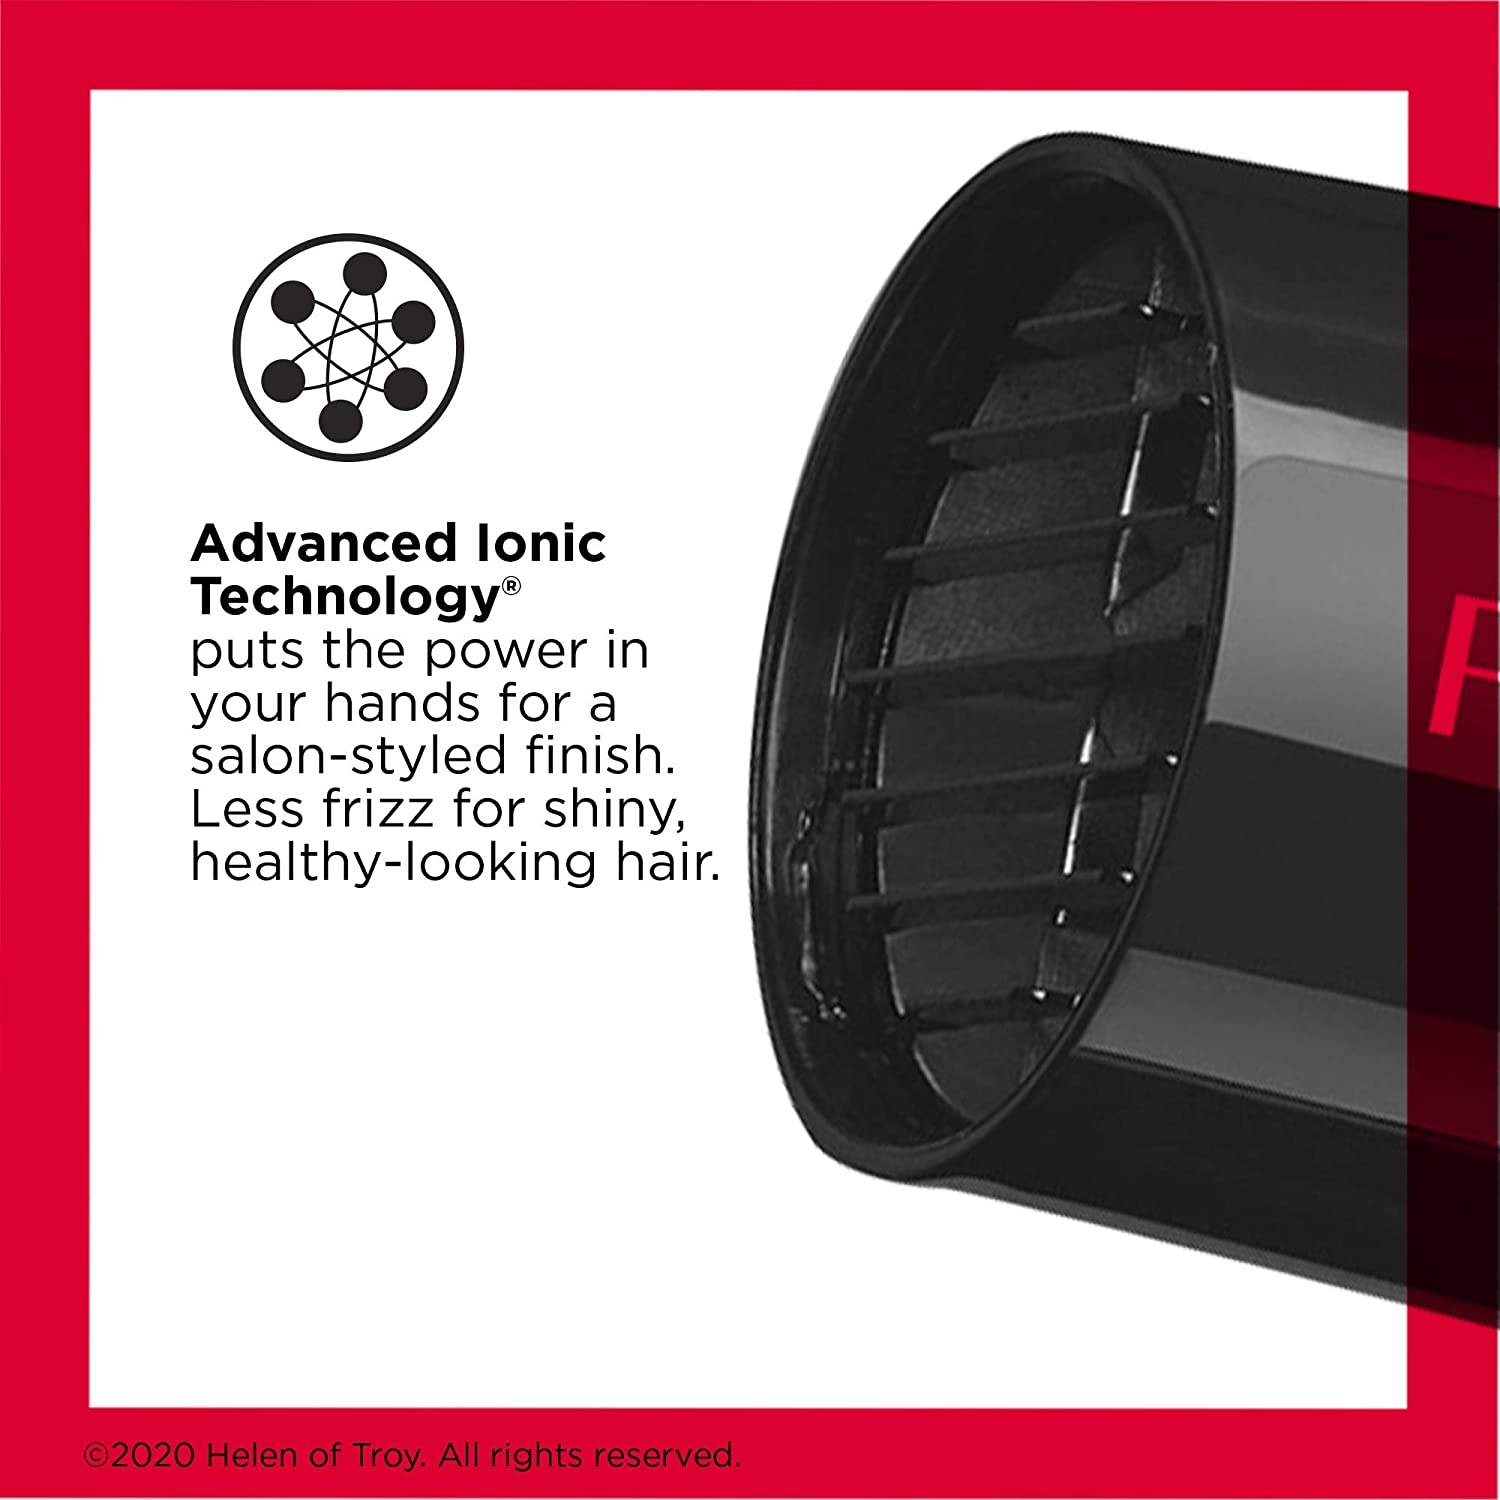 Advanced Ionic
Technology®
puts the power in
your hands for a
salon-styled finish.
Less frizz for shiny,
healthy-looking hair.
©2020 Helen of Troy. All rights reserved.